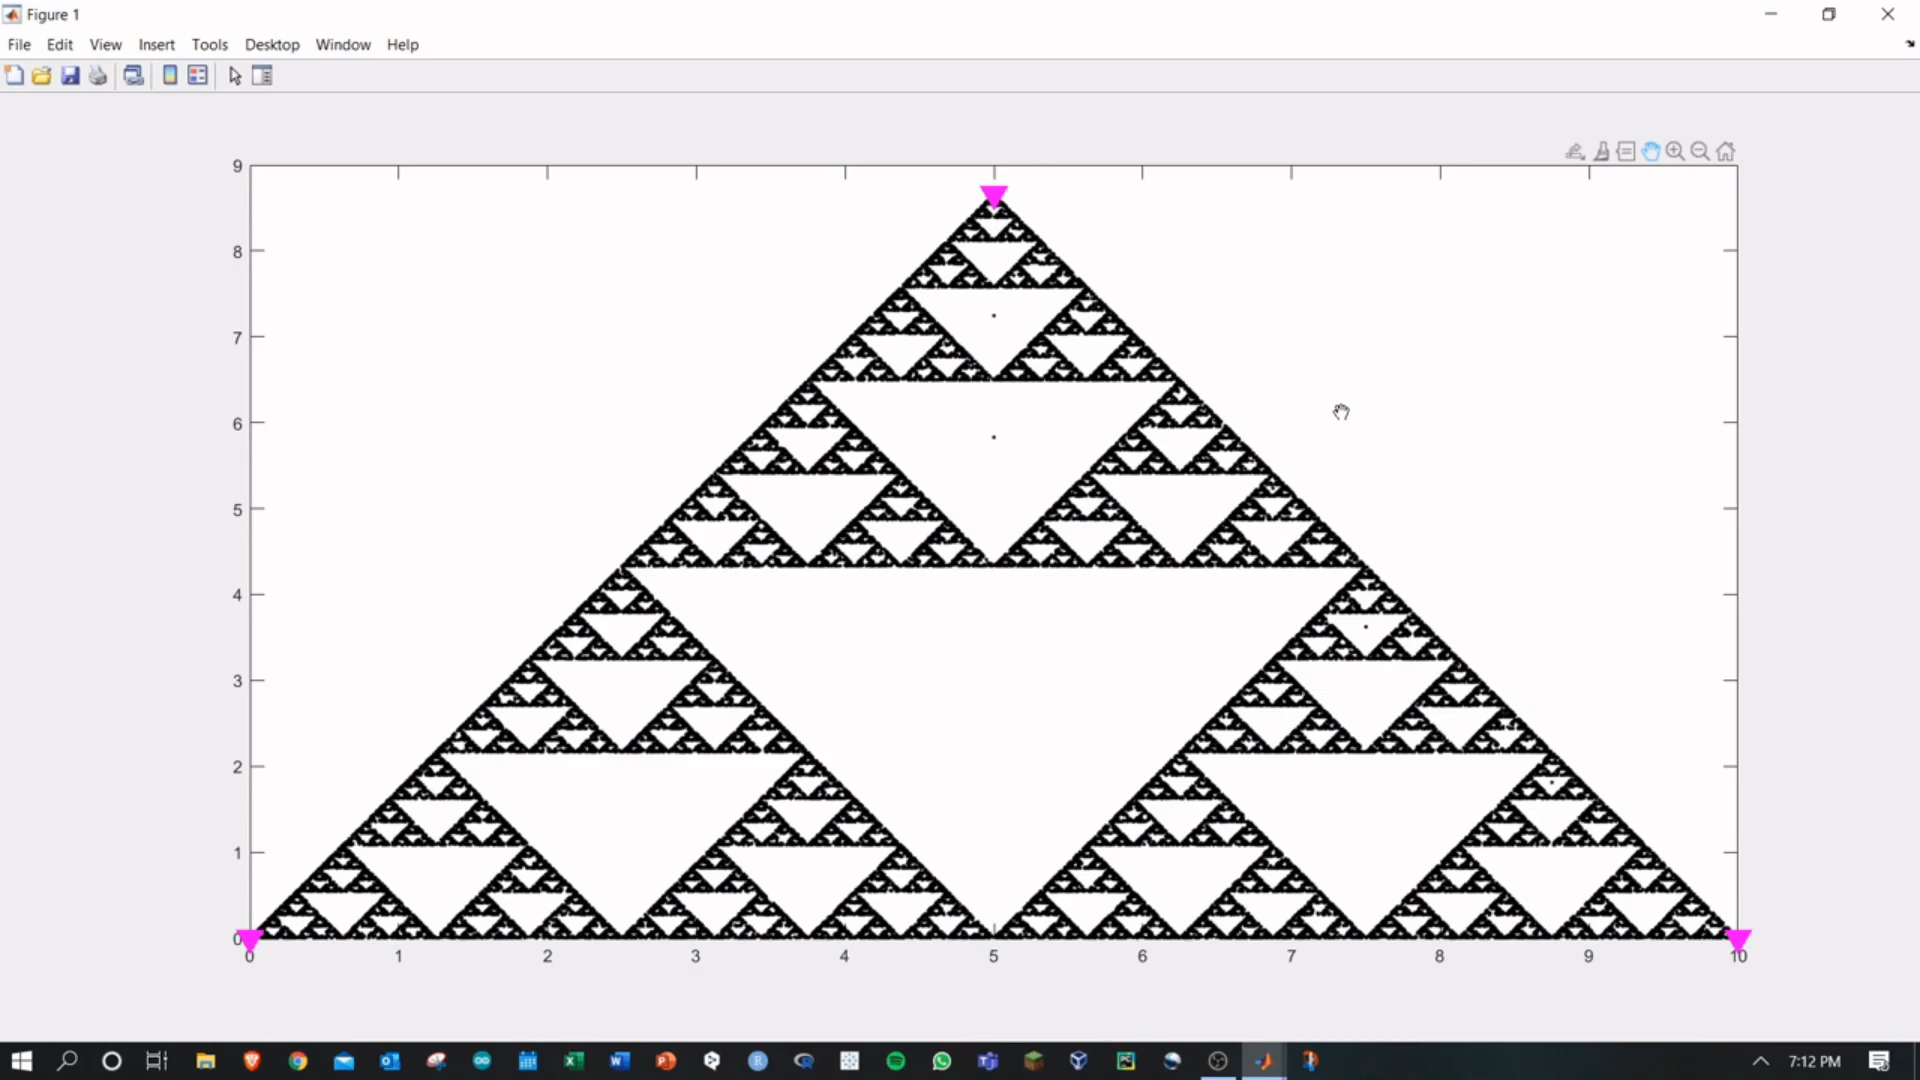 Figure 1
File Edit View Insert Tools Desktop Window Help
9
8
7
6
5
4
3
2
1
0
0 1 2 3 4 5 6 7 8 9 10
7:12 PM